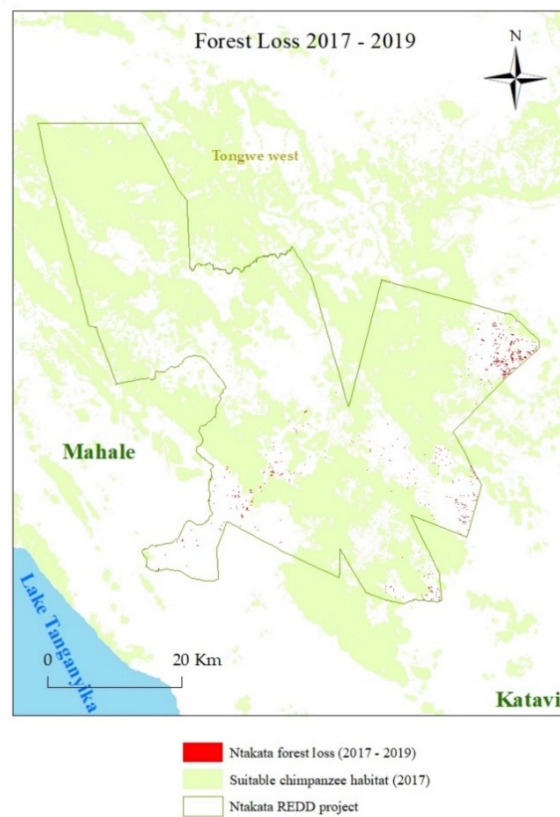 Forest Loss 2017 - 2019
N
Tongwe west
Mahale
Lake Tanganyika
0 20 Km
Katavi
Ntakata forest loss (2017 - 2019)
Suitable chimpanzee habitat (2017)
Ntakata REDD project